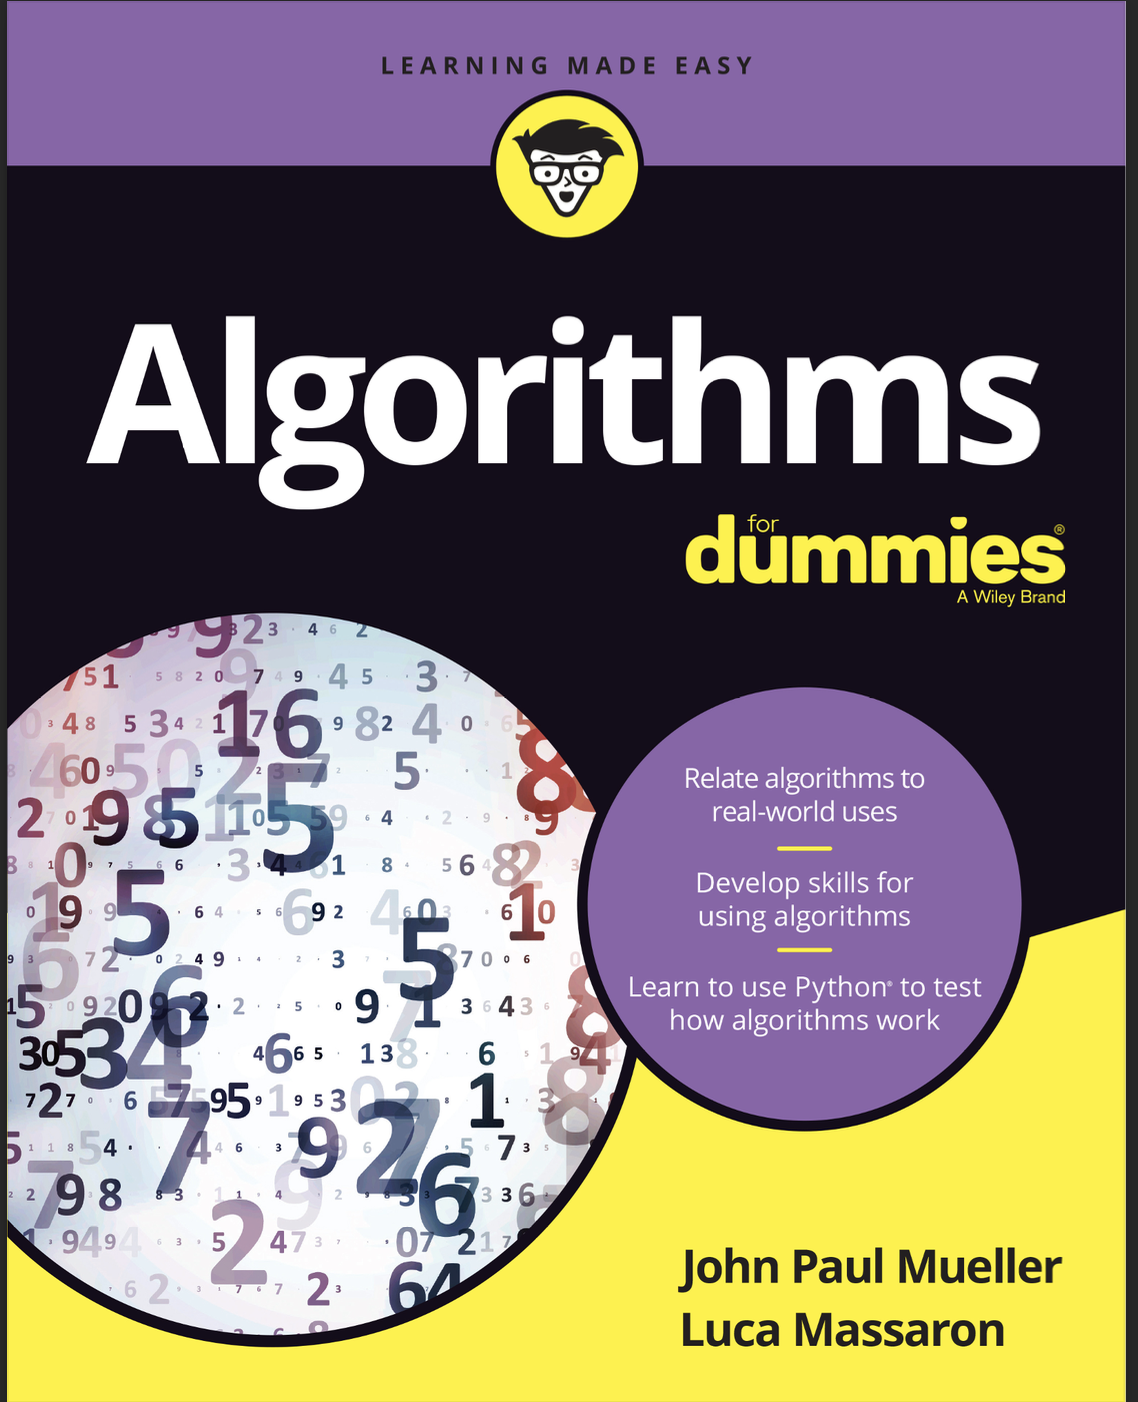 LEARNING MADE EASY
Algorithms
for
dummies®
A Wiley Brand
Relate algorithms to
real-world uses
Develop skills for
using algorithms
Learn to use Python® to test
how algorithms work
John Paul Mueller
Luca Massaron